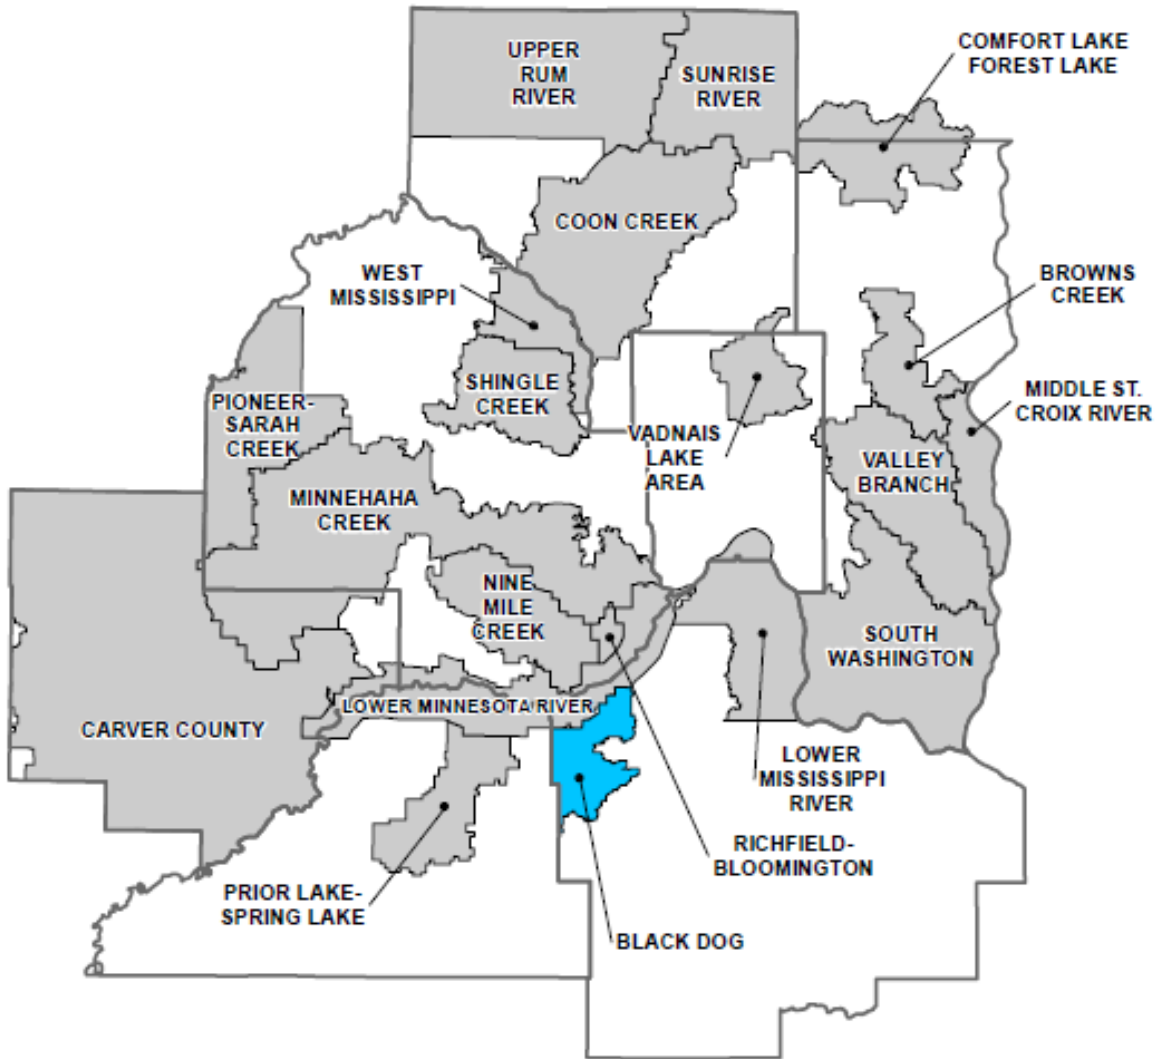 UPPER
RUM
RIVER
SUNRISE
RIVER
COMFORT LAKE
FOREST LAKE
COON CREEK
WEST
MISSISSIPPI
BROWNS
CREEK
SHINGLE
CREEK
MIDDLE ST.
CROIX RIVER
PIONEER-
SARAH
CREEK
VADNAIS
LAKE
AREA
VALLEY
BRANCH
MINNEHAHA
CREEK
NINE
MILE
CREEK
SOUTH
WASHINGTON
LOWER MINNESOTA RIVER
CARVER COUNTY
LOWER
MISSISSIPPI
RIVER
RICHFIELD-
BLOOMINGTON
PRIOR LAKE-
SPRING LAKE
BLACK DOG